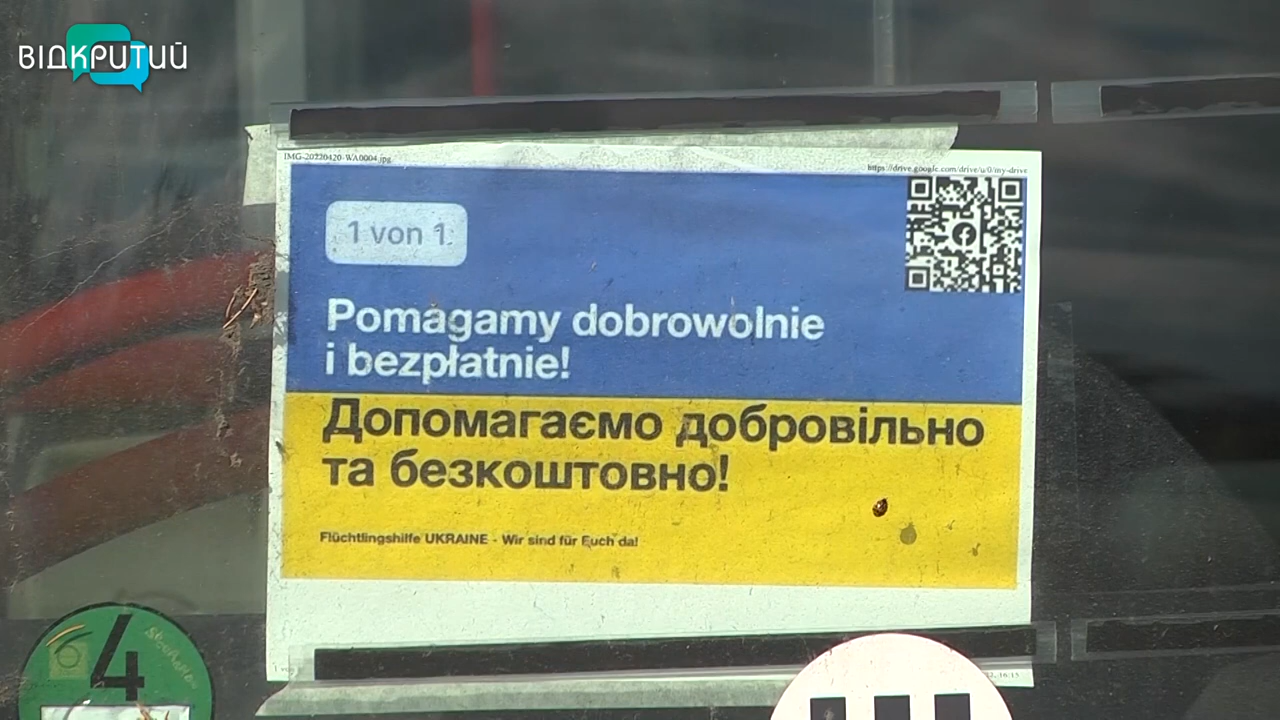 ВІДКРИТИЙ
IMG-20220420-WA0004.jpg
https://drive.google.com/drive/u/0/my-drive
1 von 1
Pomagamy dobrowolnie
i bezpłatnie!
Допомагаємо добровільно
та безкоштовно!
Flüchtlingshilfe UKRAINE - Wir sind für Euch da!
4